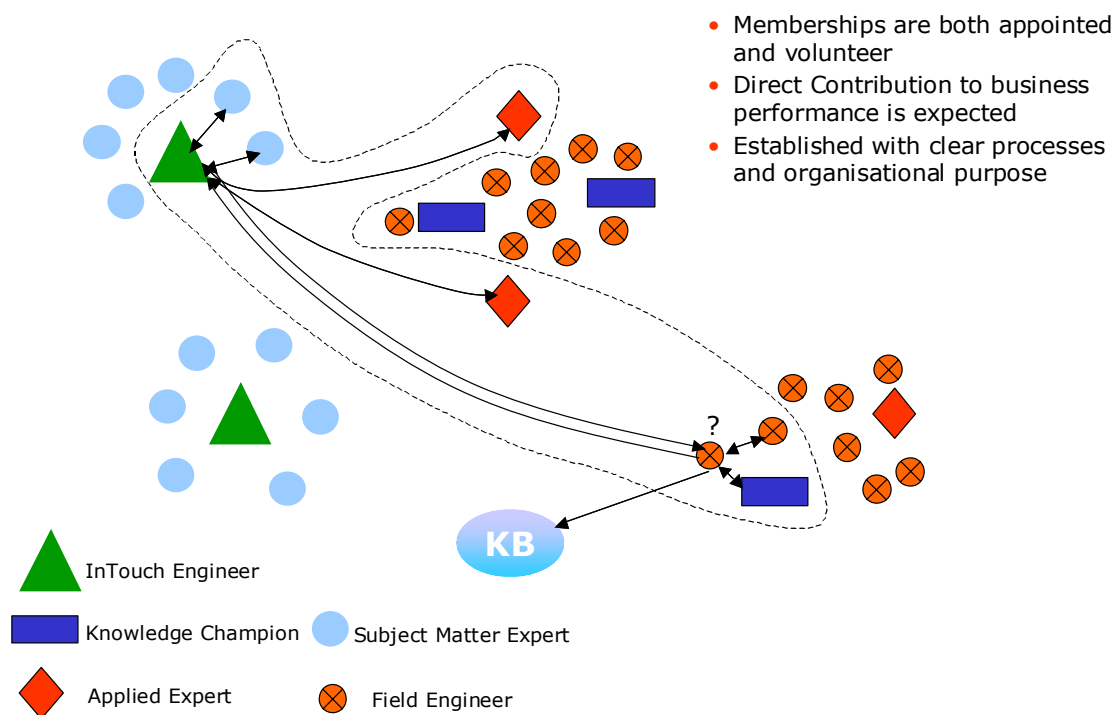 • Memberships are both appointed
and volunteer
• Direct Contribution to business
performance is expected
• Established with clear processes
and organisational purpose
?
KB
InTouch Engineer
Knowledge Champion
Subject Matter Expert
Applied Expert
Field Engineer